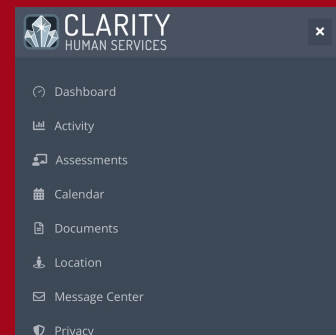 CLARITY
HUMAN SERVICES
Dashboard
Activity
Assessments
Calendar
Documents
Location
Message Center
Privacy